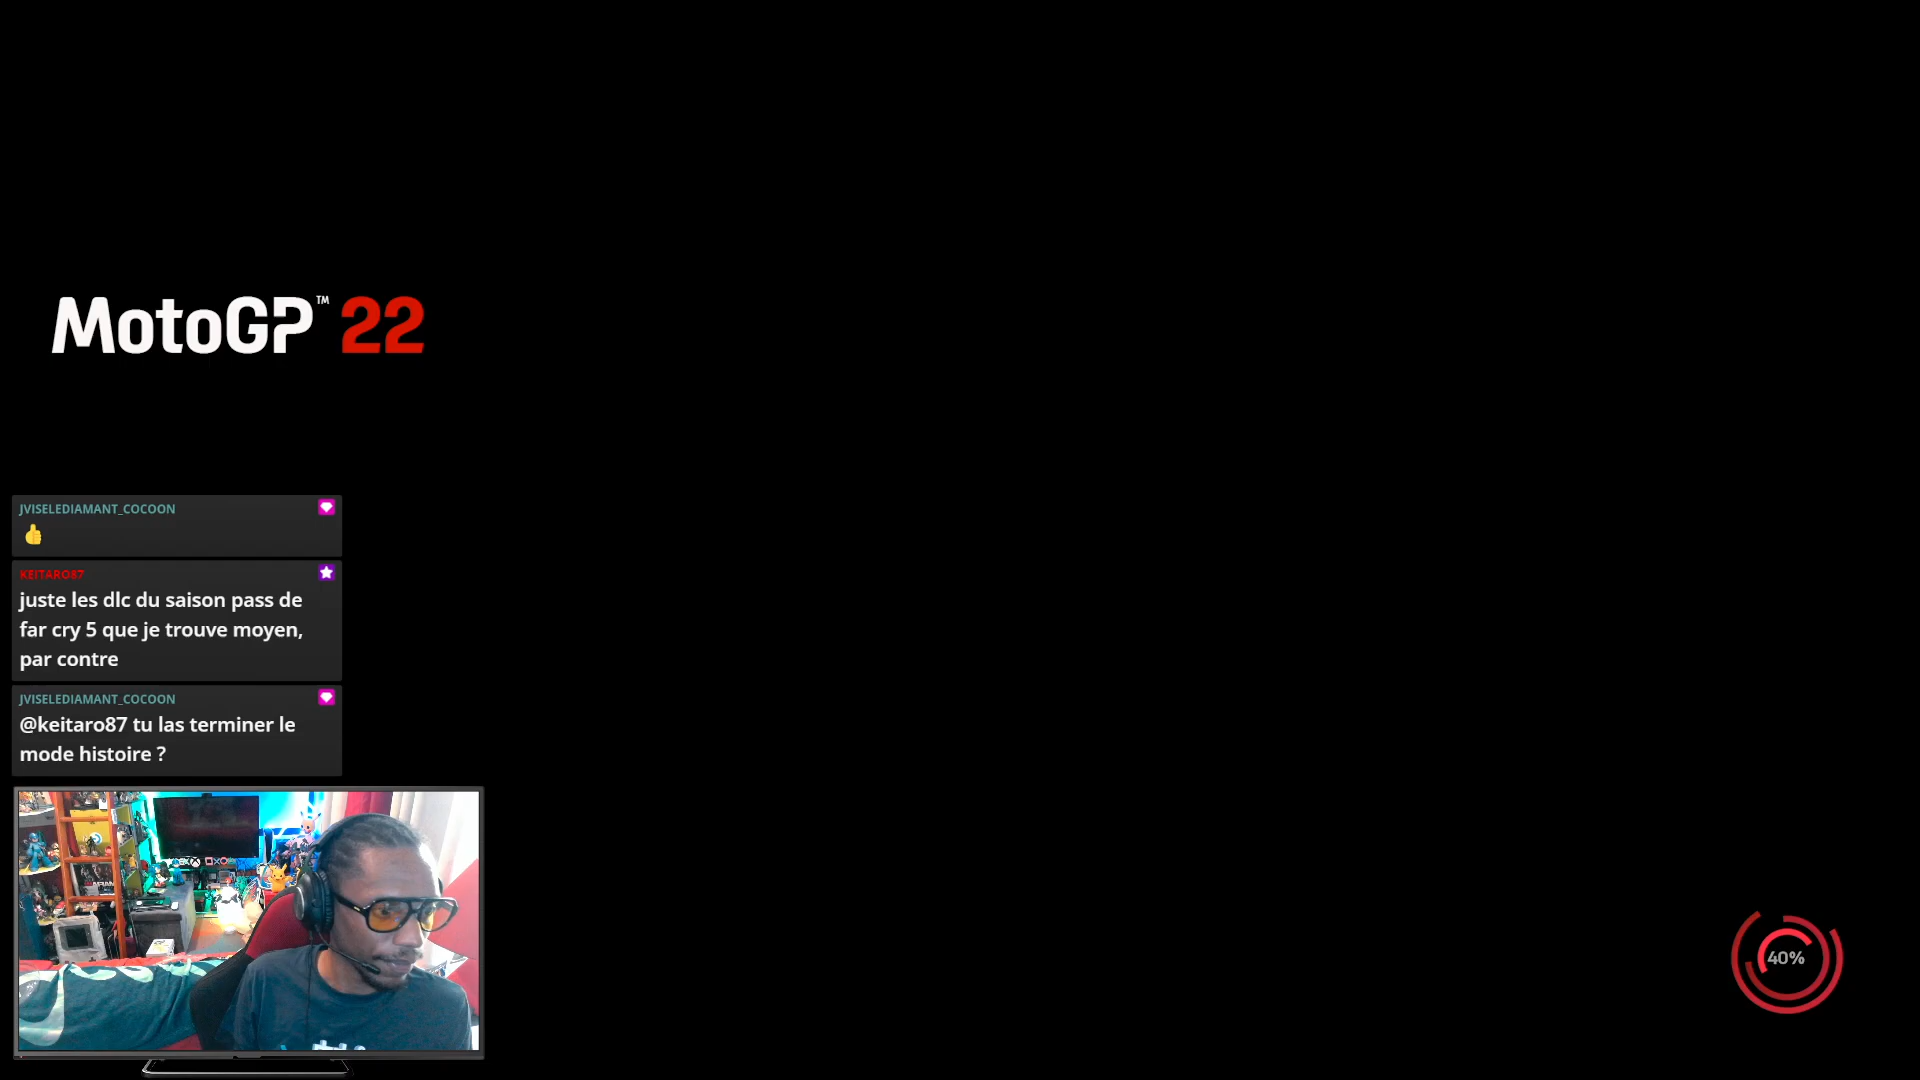 MotoGP™ 22
JVISELEDIAMANT_COCOON
👍
KEITARO87
juste les dlc du saison pass de
far cry 5 que je trouve moyen,
par contre
JVISELEDIAMANT_COCOON
@keitaro87 tu las terminer le
mode histoire ?
40%